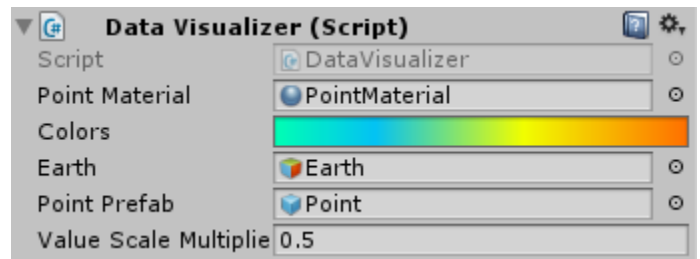 Data Visualizer (Script)
Script DataVisualizer
Point Material PointMaterial
Colors
Earth Earth
Point Prefab Point
Value Scale Multiplie 0.5